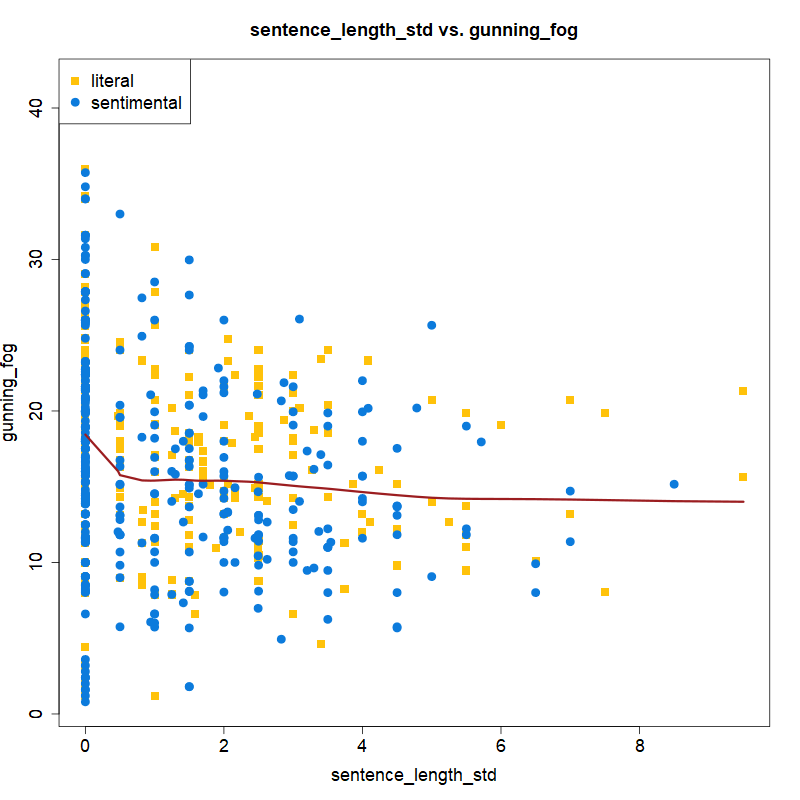 sentence_length_std vs. gunning_fog
literal
sentimental
gunning_fog
40
30
20
10
0
0 2 4 6 8
sentence_length_std